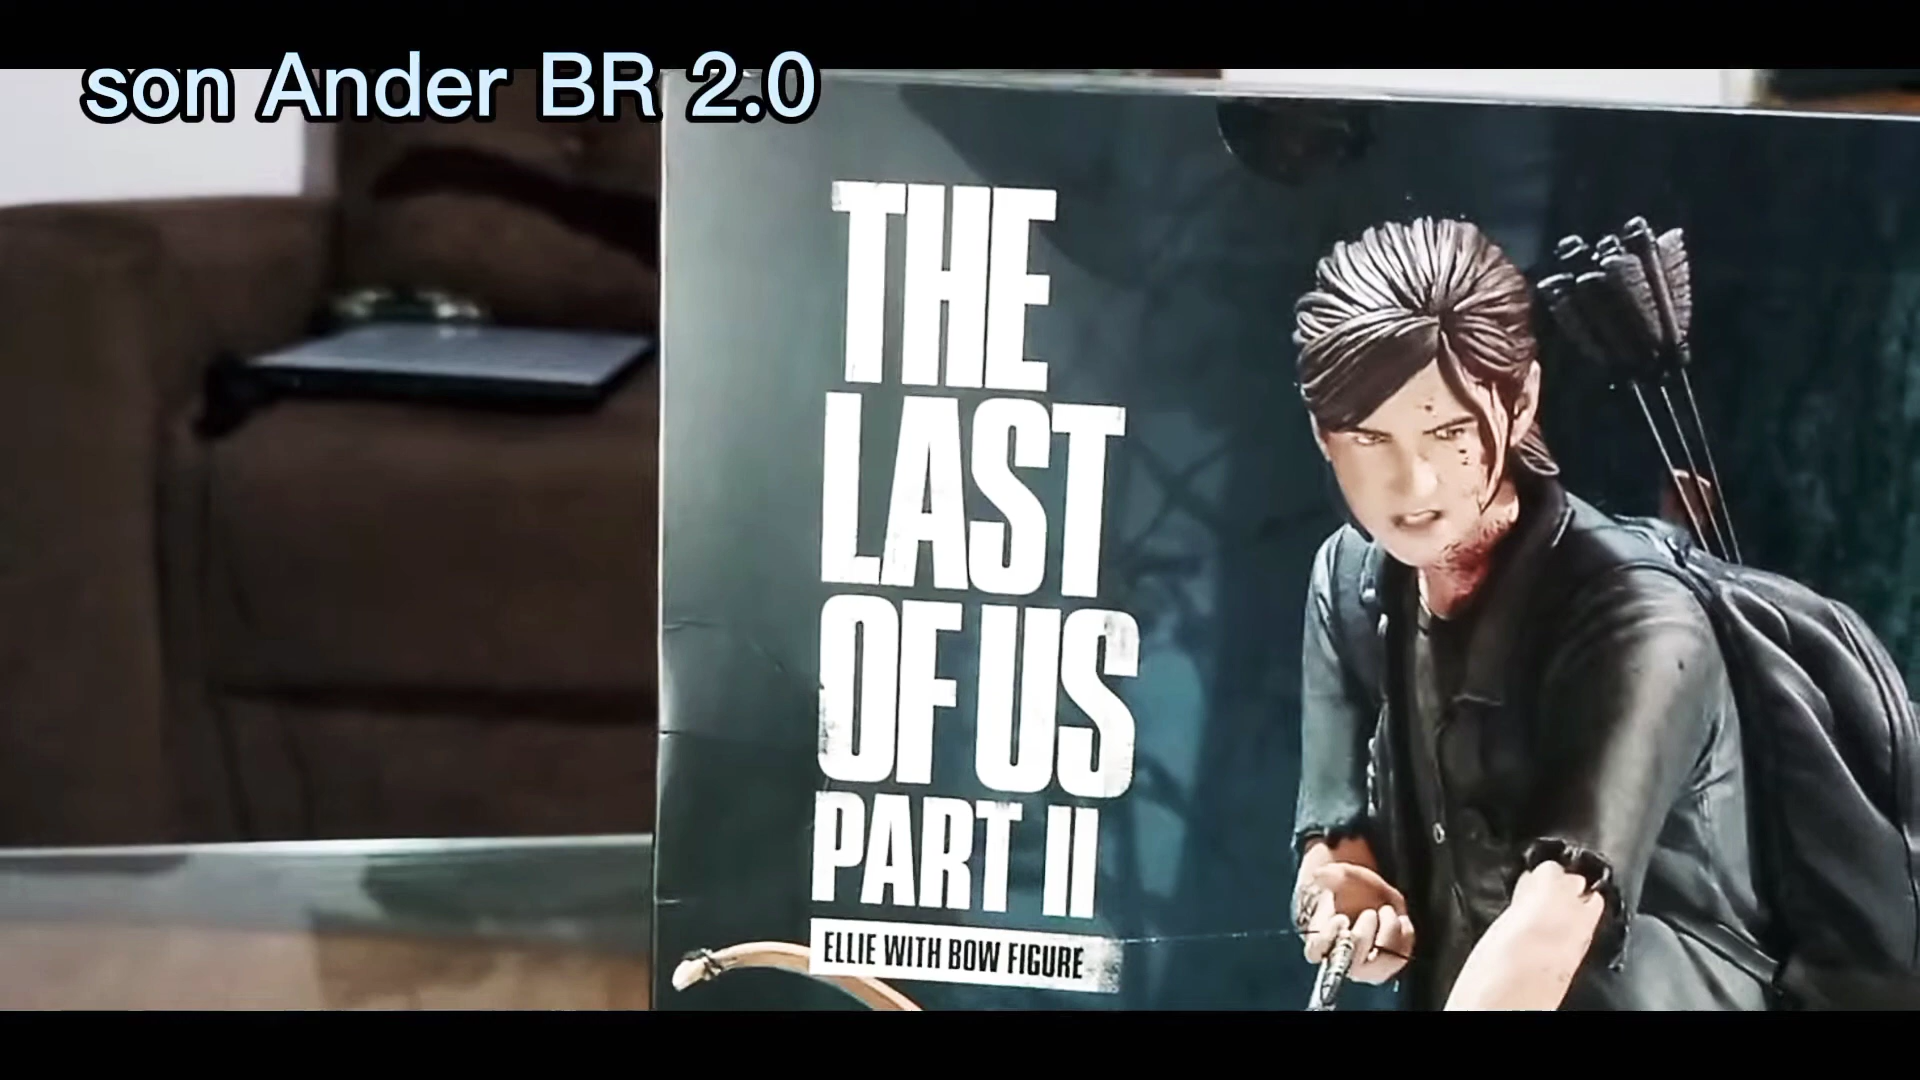 son Ander BR 2.0
THE
LAST
OF US
PART II
ELLIE WITH BOW FIGURE